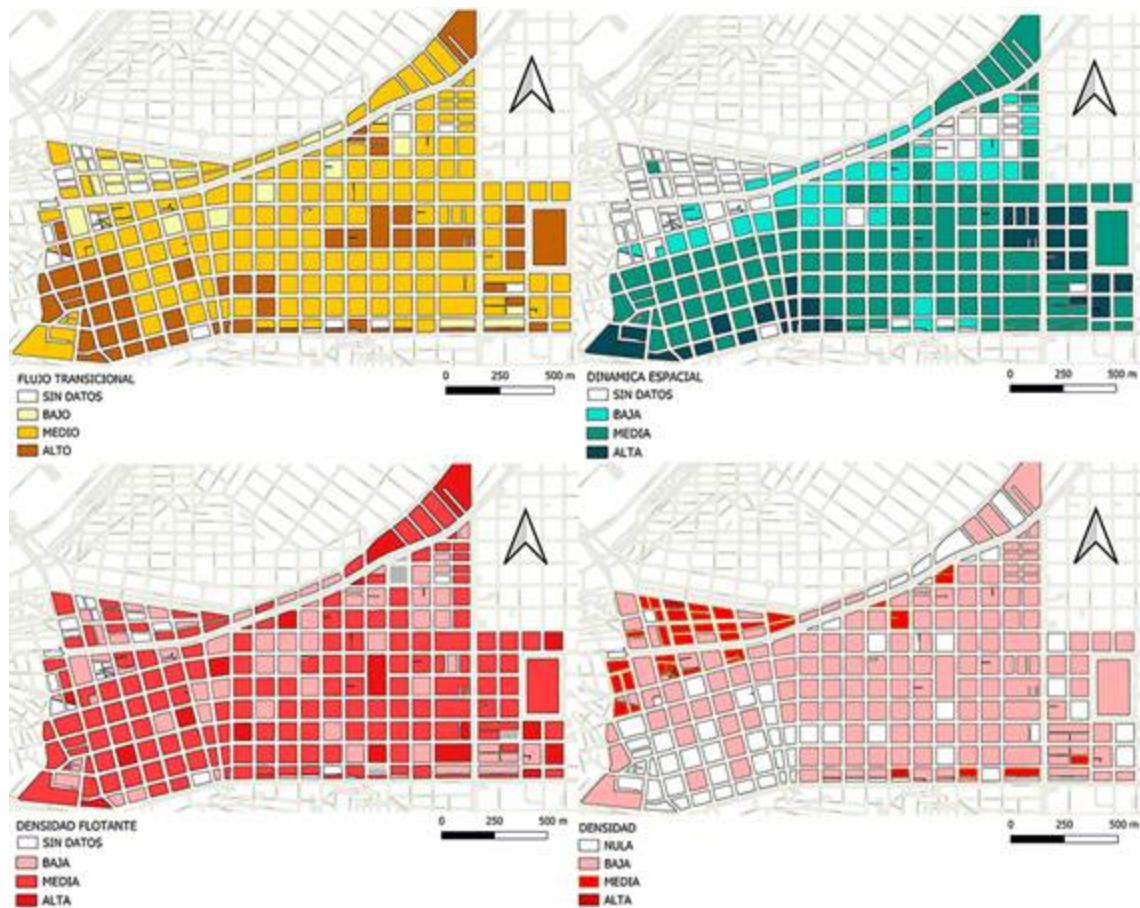 FLUJO TRANSICIONAL
SIN DATOS
BAJO
MEDIO
ALTO
0 250 500 m
DINAMICA ESPACIAL
SIN DATOS
BAJA
MEDIA
ALTA
0 250 500 m
DENSIDAD FLOTANTE
SIN DATOS
BAJA
MEDIA
ALTA
0 250 500 m
DENSIDAD
NULA
BAJA
MEDIA
ALTA
0 250 500 m